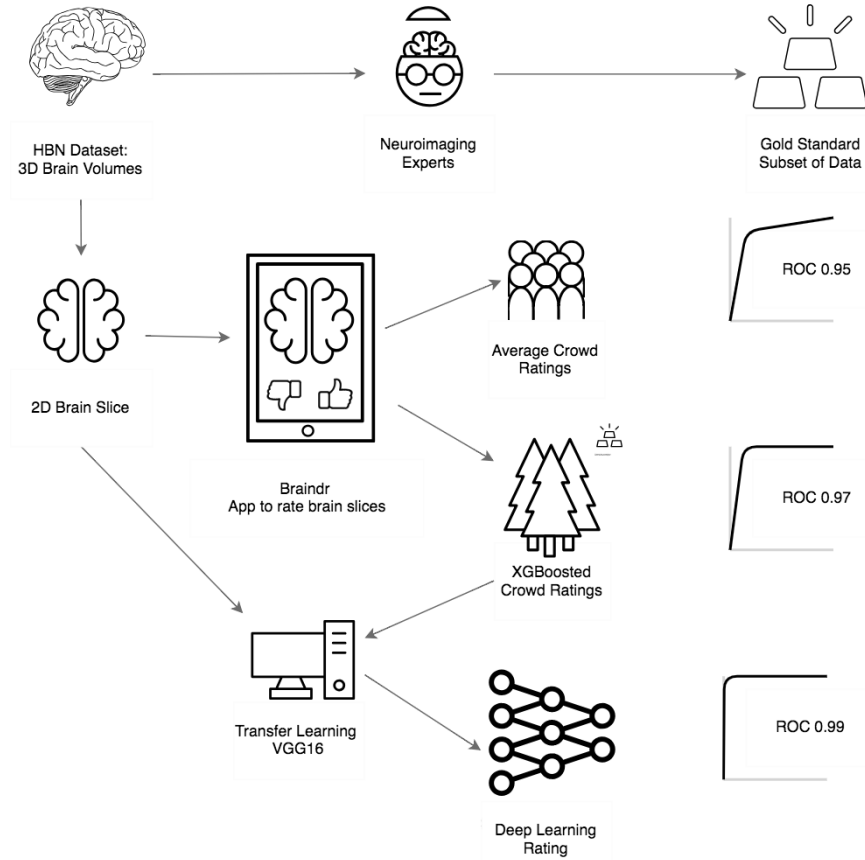 HBN Dataset:
3D Brain Volumes
Neuroimaging
Experts
Gold Standard
Subset of Data
2D Brain Slice
Braindr
App to rate brain slices
Average Crowd
Ratings
ROC 0.95
XGBoosted
Crowd Ratings
ROC 0.97
Transfer Learning
VGG16
Deep Learning
Rating
ROC 0.99